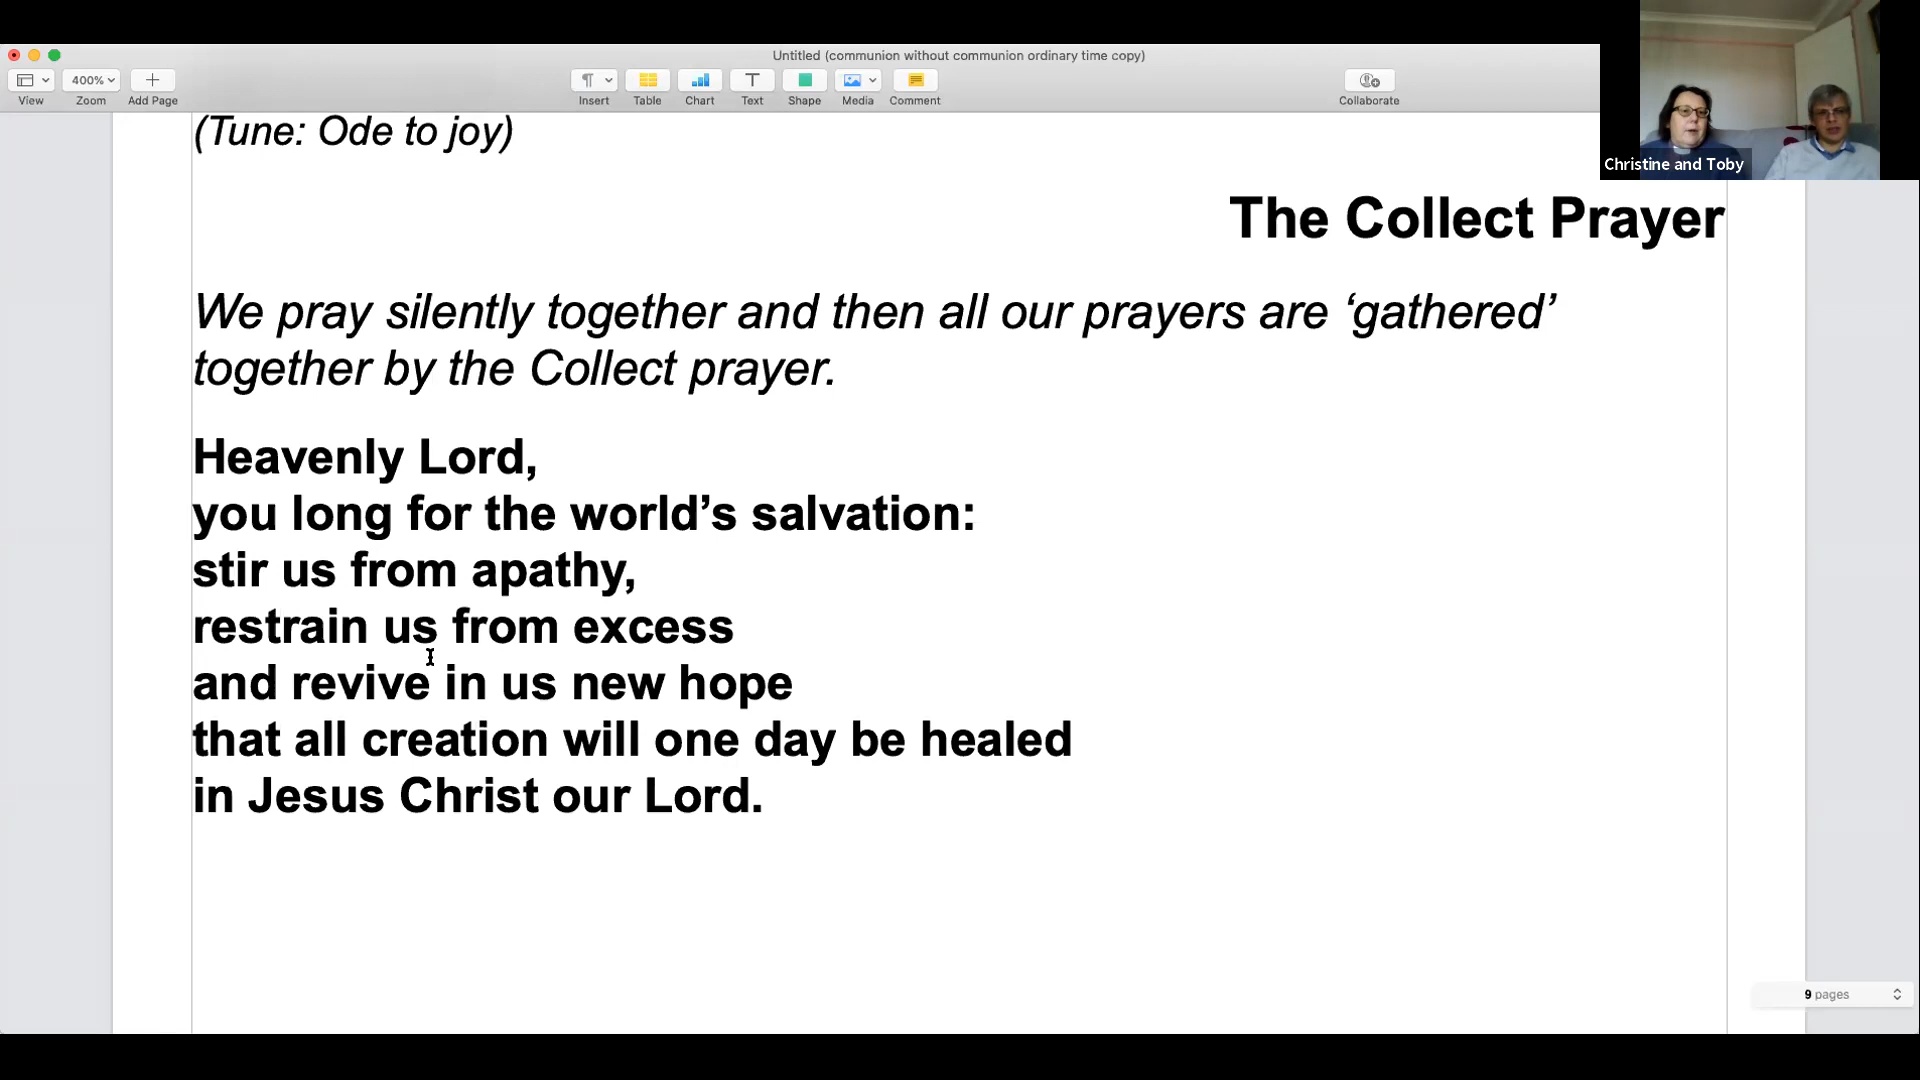 Untitled (communion without communion ordinary time copy)
400%
View
Zoom
Add Page
Insert
Table
Chart
Text
Shape
Media
Comment
Collaborate
Christine and Toby
(Tune: Ode to joy)
The Collect Prayer
We pray silently together and then all our prayers are ‘gathered’
together by the Collect prayer.
Heavenly Lord,
you long for the world’s salvation:
stir us from apathy,
restrain us from excess
and revive in us new hope
that all creation will one day be healed
in Jesus Christ our Lord.
9 pages